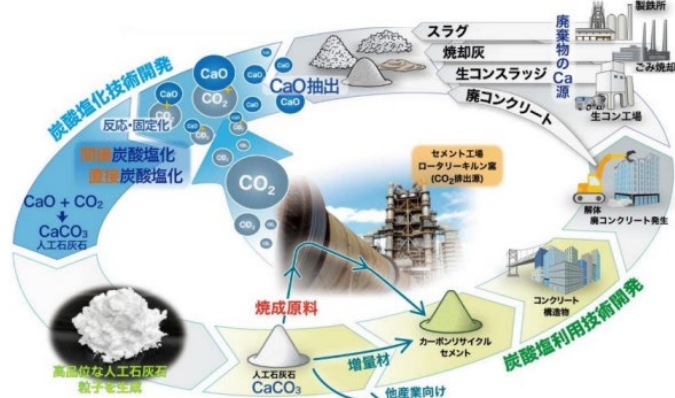 スラグ
焼却灰
生コンスラッジ
廃コンクリート
廃棄物のCa源
製鉄所
ごみ焼却
生コン工場
炭酸塩化技術開発
CaO
CaO
CaO
CaO
CaO
CaO
CaO抽出
CO₂
CO₂
CO₂
CO₂
反応・固定化
間接炭酸塩化
直接炭酸塩化
CaO + CO₂
CaCO₃
人工石灰石
CO₂
CO₂
セメント工場
ロータリーキルン窯
(CO₂排出源)
解体
廃コンクリート発生
コンクリート
構造物
炭酸塩利用技術開発
焼成原料
カーボンリサイクル
セメント
増量材
人工石灰石
CaCO₃
他産業向け
高品位な人工石灰石
粒子を生成